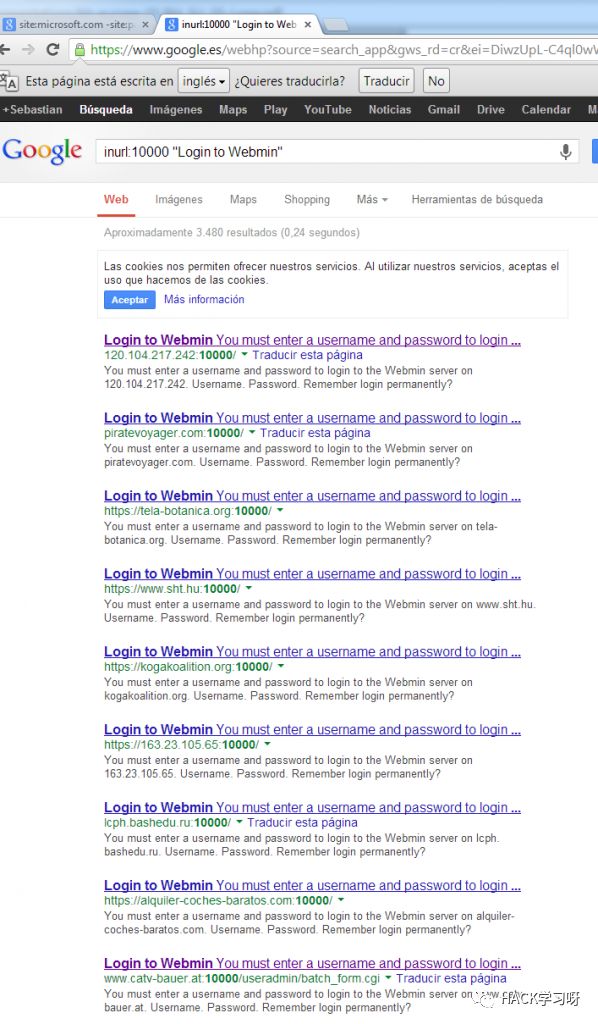 site:microsoft.com -site:p
inurl:10000 "Login to Web
https://www.google.es/webhp?source=search_app&gws_rd=cr&ei=DiwzUpL-C4ql0wW
Esta página está escrita en inglés ¿Quieres traducirla? Traducir No
+Sebastian Búsqueda Imágenes Maps Play YouTube Noticias Gmail Drive Calendar M
Google inurl:10000 "Login to Webmin"
Web Imágenes Maps Shopping Más Herramientas de búsqueda
Aproximadamente 3.480 resultados (0,24 segundos)
Las cookies nos permiten ofrecer nuestros servicios. Al utilizar nuestros servicios, aceptas el
uso que hacemos de las cookies.
Aceptar Más información
Login to Webmin You must enter a username and password to login ...
120.104.217.242:10000/ Traducir esta página
You must enter a username and password to login to the Webmin server on
120.104.217.242. Username. Password. Remember login permanently?
Login to Webmin You must enter a username and password to login ...
piratevoyager.com:10000/ Traducir esta página
You must enter a username and password to login to the Webmin server on
piratevoyager.com. Username. Password. Remember login permanently?
Login to Webmin You must enter a username and password to login ...
https://tela-botanica.org:10000/
You must enter a username and password to login to the Webmin server on tela-
botanica.org. Username. Password. Remember login permanently?
Login to Webmin You must enter a username and password to login ...
https://www.sht.hu:10000/
You must enter a username and password to login to the Webmin server on www.sht.hu.
Username. Password. Remember login permanently?
Login to Webmin You must enter a username and password to login ...
https://kogakoalition.org:10000/
You must enter a username and password to login to the Webmin server on
kogakoalition.org. Username. Password. Remember login permanently?
Login to Webmin You must enter a username and password to login ...
https://163.23.105.65:10000/
You must enter a username and password to login to the Webmin server on
163.23.105.65. Username. Password. Remember login permanently?
Login to Webmin You must enter a username and password to login ...
lcph.bashedu.ru:10000/ Traducir esta página
You must enter a username and password to login to the Webmin server on lcph.
bashedu.ru. Username. Password. Remember login permanently?
Login to Webmin You must enter a username and password to login ...
https://alquiler-coches-baratos.com:10000/
You must enter a username and password to login to the Webmin server on alquiler-
coches-baratos.com. Username. Password. Remember login permanently?
Login to Webmin You must enter a username and password to login ...
www.catv-bauer.at:10000/useradmin/batch_form.cgi Traducir esta página
You must enter a username and password to login to the Webmin server on
bauer.at. Username. Password. Remember login permanently?
HACK学习呀